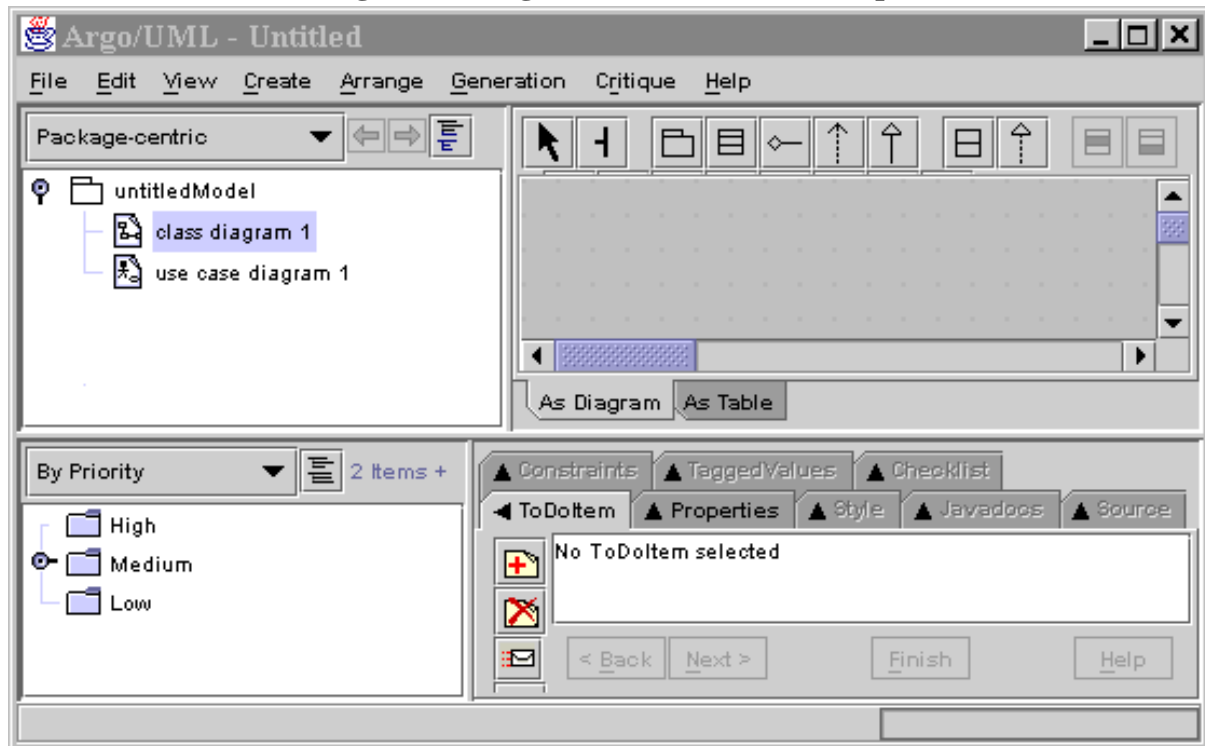 Argo/UML - Untitled
File Edit View Create Arrange Generation Critique Help
Package-centric
untitledModel
class diagram 1
use case diagram 1
As Diagram As Table
By Priority 2 Items +
High
Medium
Low
Constraints TaggedValues Checklist
ToDoItem Properties Style Javadocs Source
No ToDoItem selected
< Back Next > Finish Help